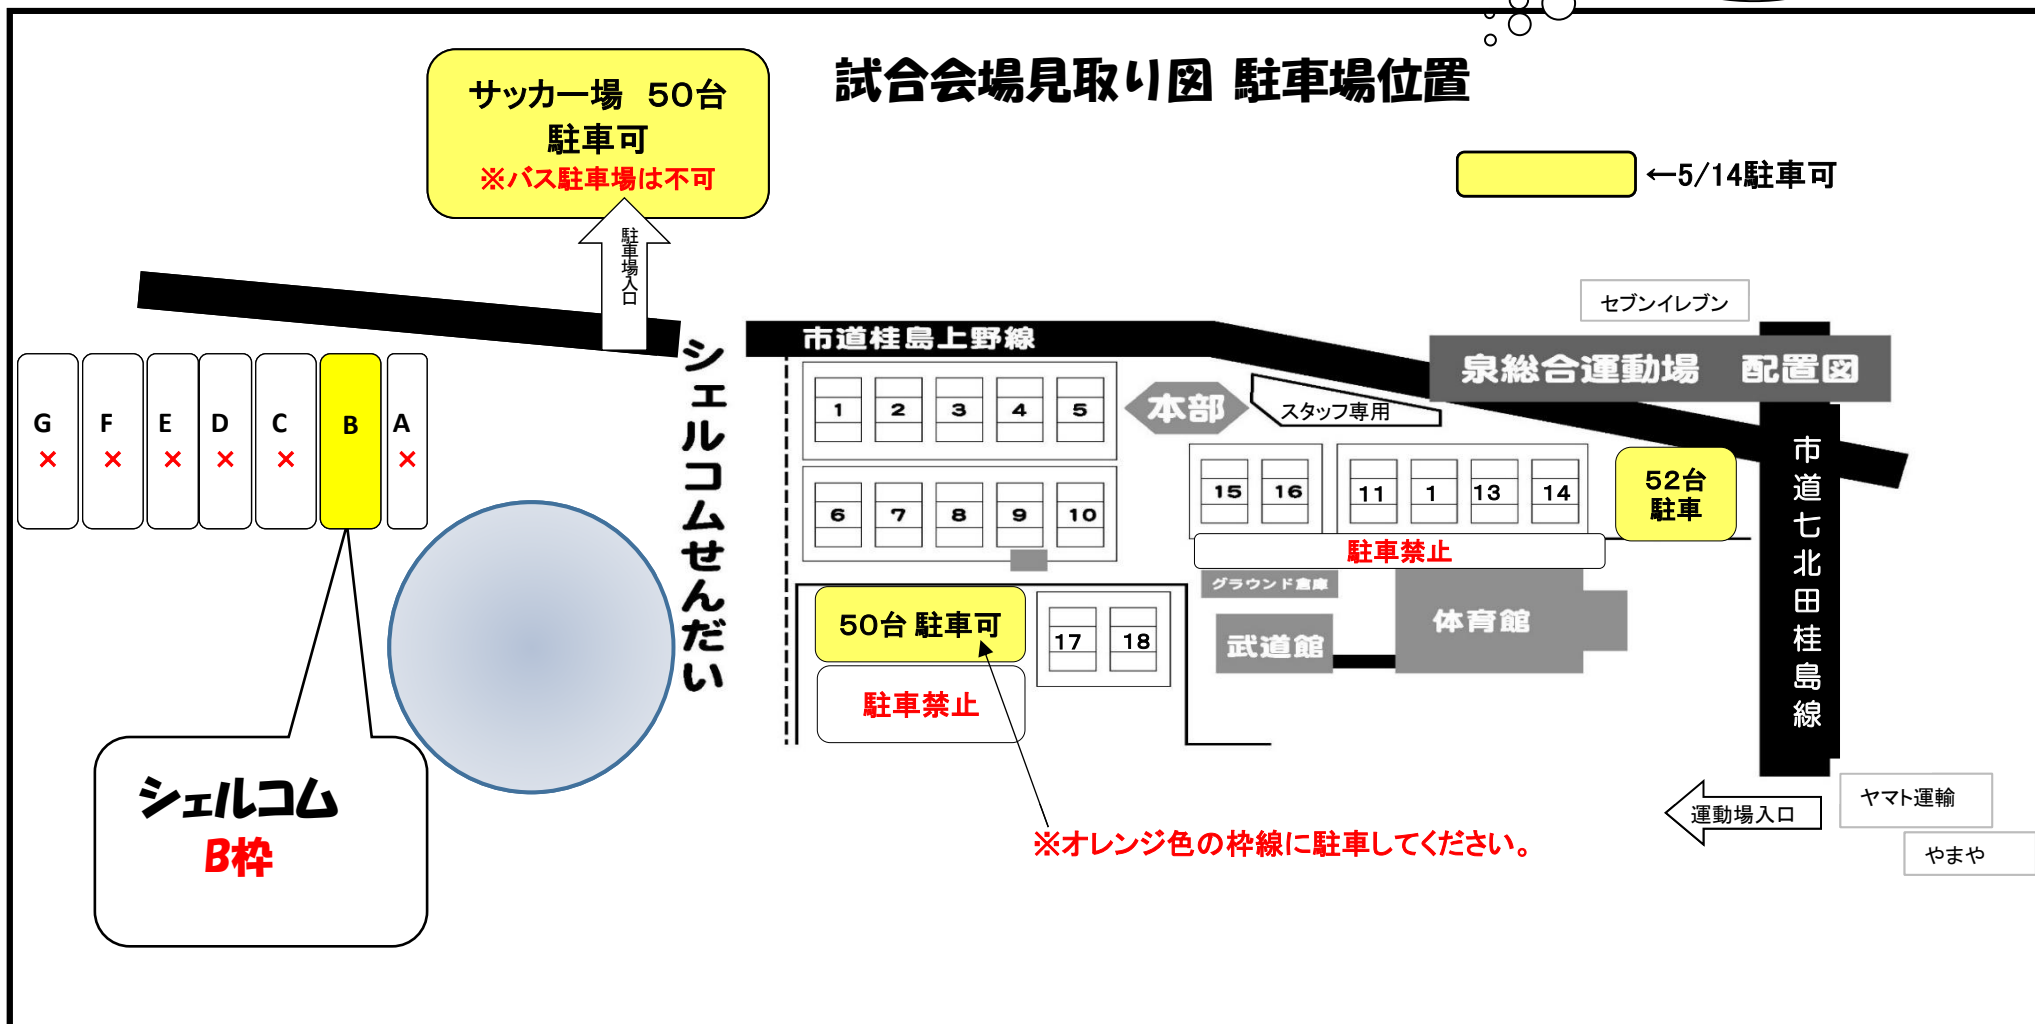 試合会場見取り図 駐車場位置
サッカー場 50台
駐車可
※バス駐車場は不可
←5/14駐車可
駐車場入口
セブンイレブン
市道桂島上野線
泉総合運動場 配置図
シェルコムせんだい
G
F
E
D
C
B
A
×
×
×
×
×
×
1
2
3
4
5
本部
スタッフ専用
6
7
8
9
10
15
16
11
1
13
14
52台
駐車
市道七北田桂島線
駐車禁止
グラウンド倉庫
体育館
武道館
50台 駐車可
17
18
駐車禁止
シェルコム
B枠
※オレンジ色の枠線に駐車してください。
運動場入口
ヤマト運輸
やまや